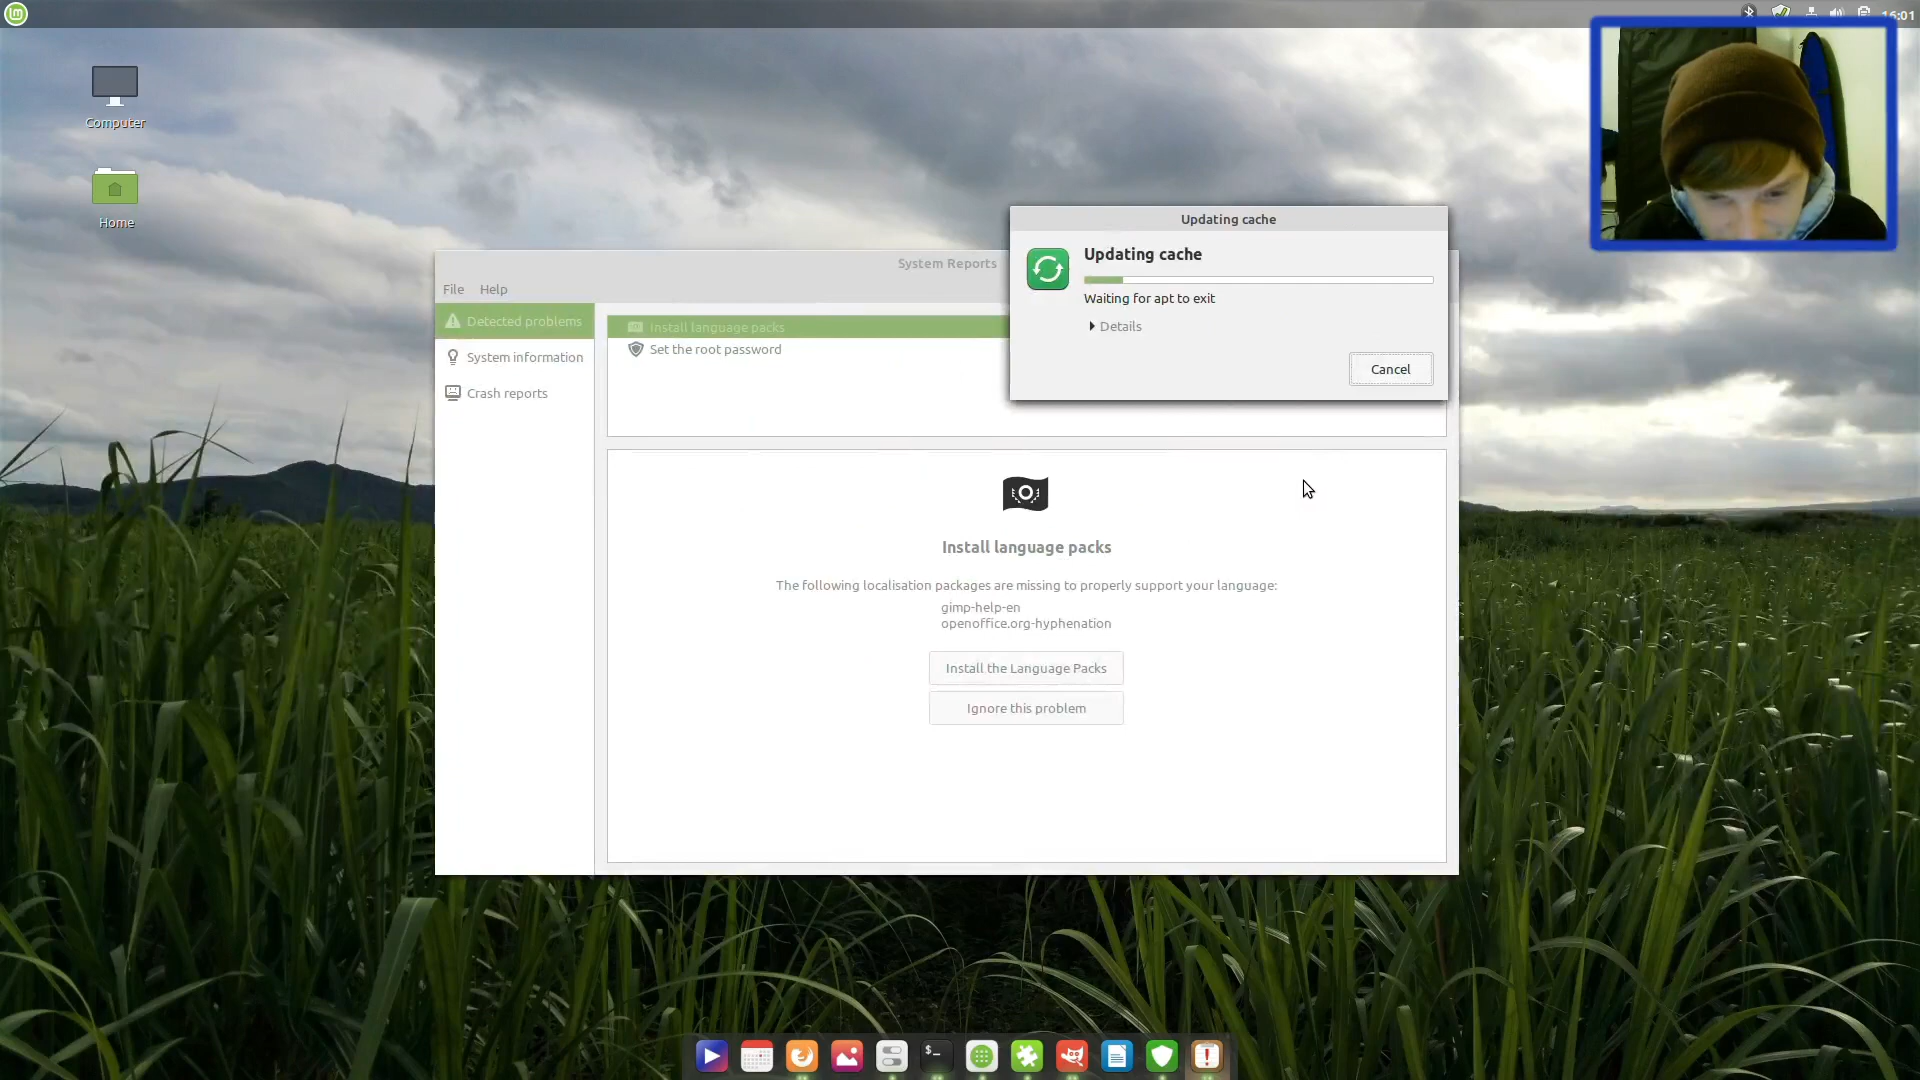 16:01
Computer
Home
Updating cache
Updating cache
Waiting for apt to exit
Details
Cancel
System Reports
File Help
Detected problems
System information
Crash reports
Install language packs
Set the root password
Install language packs
The following localisation packages are missing to properly support your language:
gimp-help-en
openoffice.org-hyphenation
Install the Language Packs
Ignore this problem